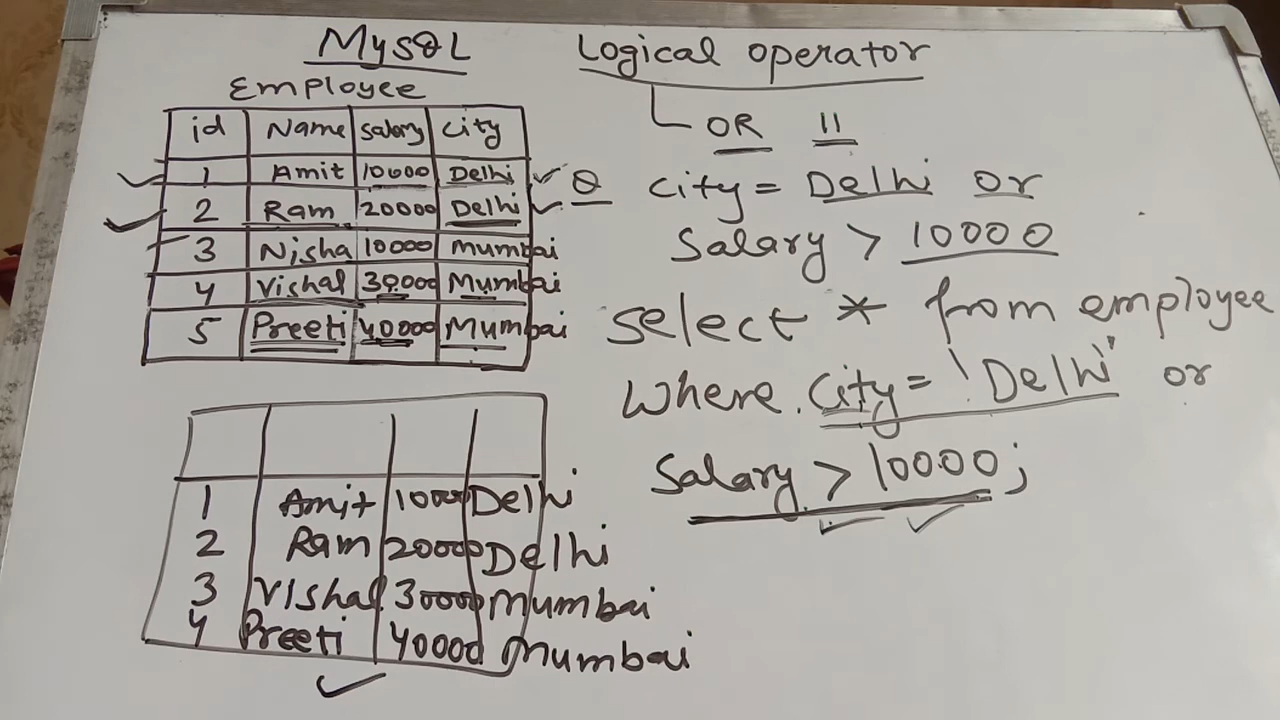 MySQL
Logical operator
Employee
id Name salary City
1 Amit 10000 Delhi
2 Ram 20000 Delhi
3 Nisha 10000 Mumbai
4 Vishal 30000 Mumbai
5 Preeti 40000 Mumbai
OR ||
City = Delhi or
Salary > 10000
Select * from employee
Where City = 'Delhi' or
Salary > 10000;
1 Amit 10000 Delhi
2 Ram 20000 Delhi
3 Vishal 30000 Mumbai
4 Preeti 40000 Mumbai